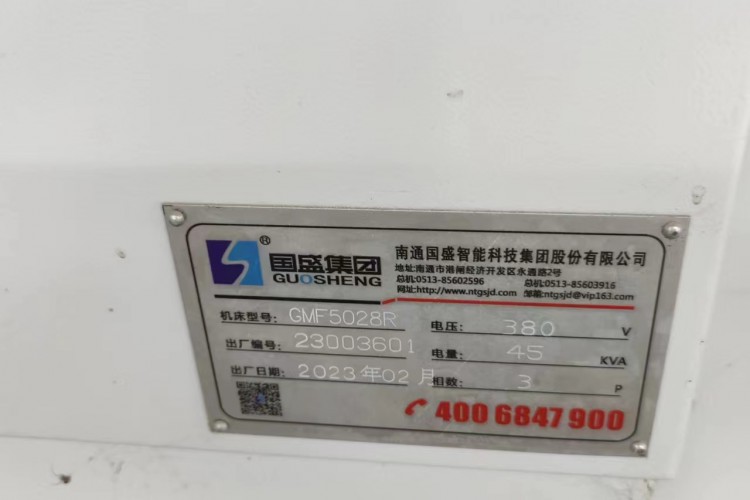 国盛集团®
GUOSHENG
南通国盛智能科技集团股份有限公司
地址:南通市港闸经济开发区永通路2号
总机:0513-85602596 总机:0513-85603916
网址:http://www.ntgsjd.com 邮箱:ntgsjd@vip163.com
机床型号: GMF5028R 电压: 380 V
出厂编号: 23003601 电量: 45 KVA
出厂日期: 2023年02月 相数: 3 P
400 6847 900